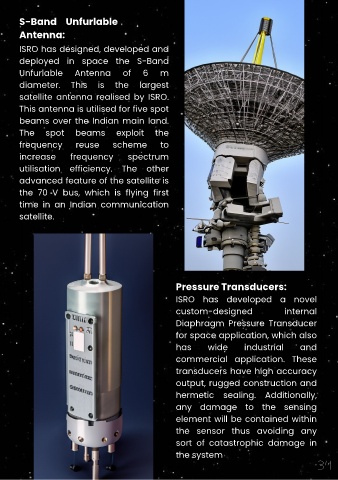 S-Band Unfurlable
Antenna:
ISRO has designed, developed and
deployed in space the S-Band
Unfurlable Antenna of 6 m
diameter. This is the largest
satellite antenna realised by ISRO.
This antenna is utilised for five spot
beams over the Indian main land.
The spot beams exploit the
frequency reuse scheme to
increase frequency spectrum
utilisation efficiency. The other
advanced feature of the satellite is
the 70 V bus, which is flying first
time in an Indian communication
satellite.
Pressure Transducers:
ISRO has developed a novel
custom-designed internal
Diaphragm Pressure Transducer
for space application, which also
has wide industrial and
commercial application. These
transducers have high accuracy
output, rugged construction and
hermetic sealing. Additionally,
any damage to the sensing
element will be contained within
the sensor thus avoiding any
sort of catastrophic damage in
the system